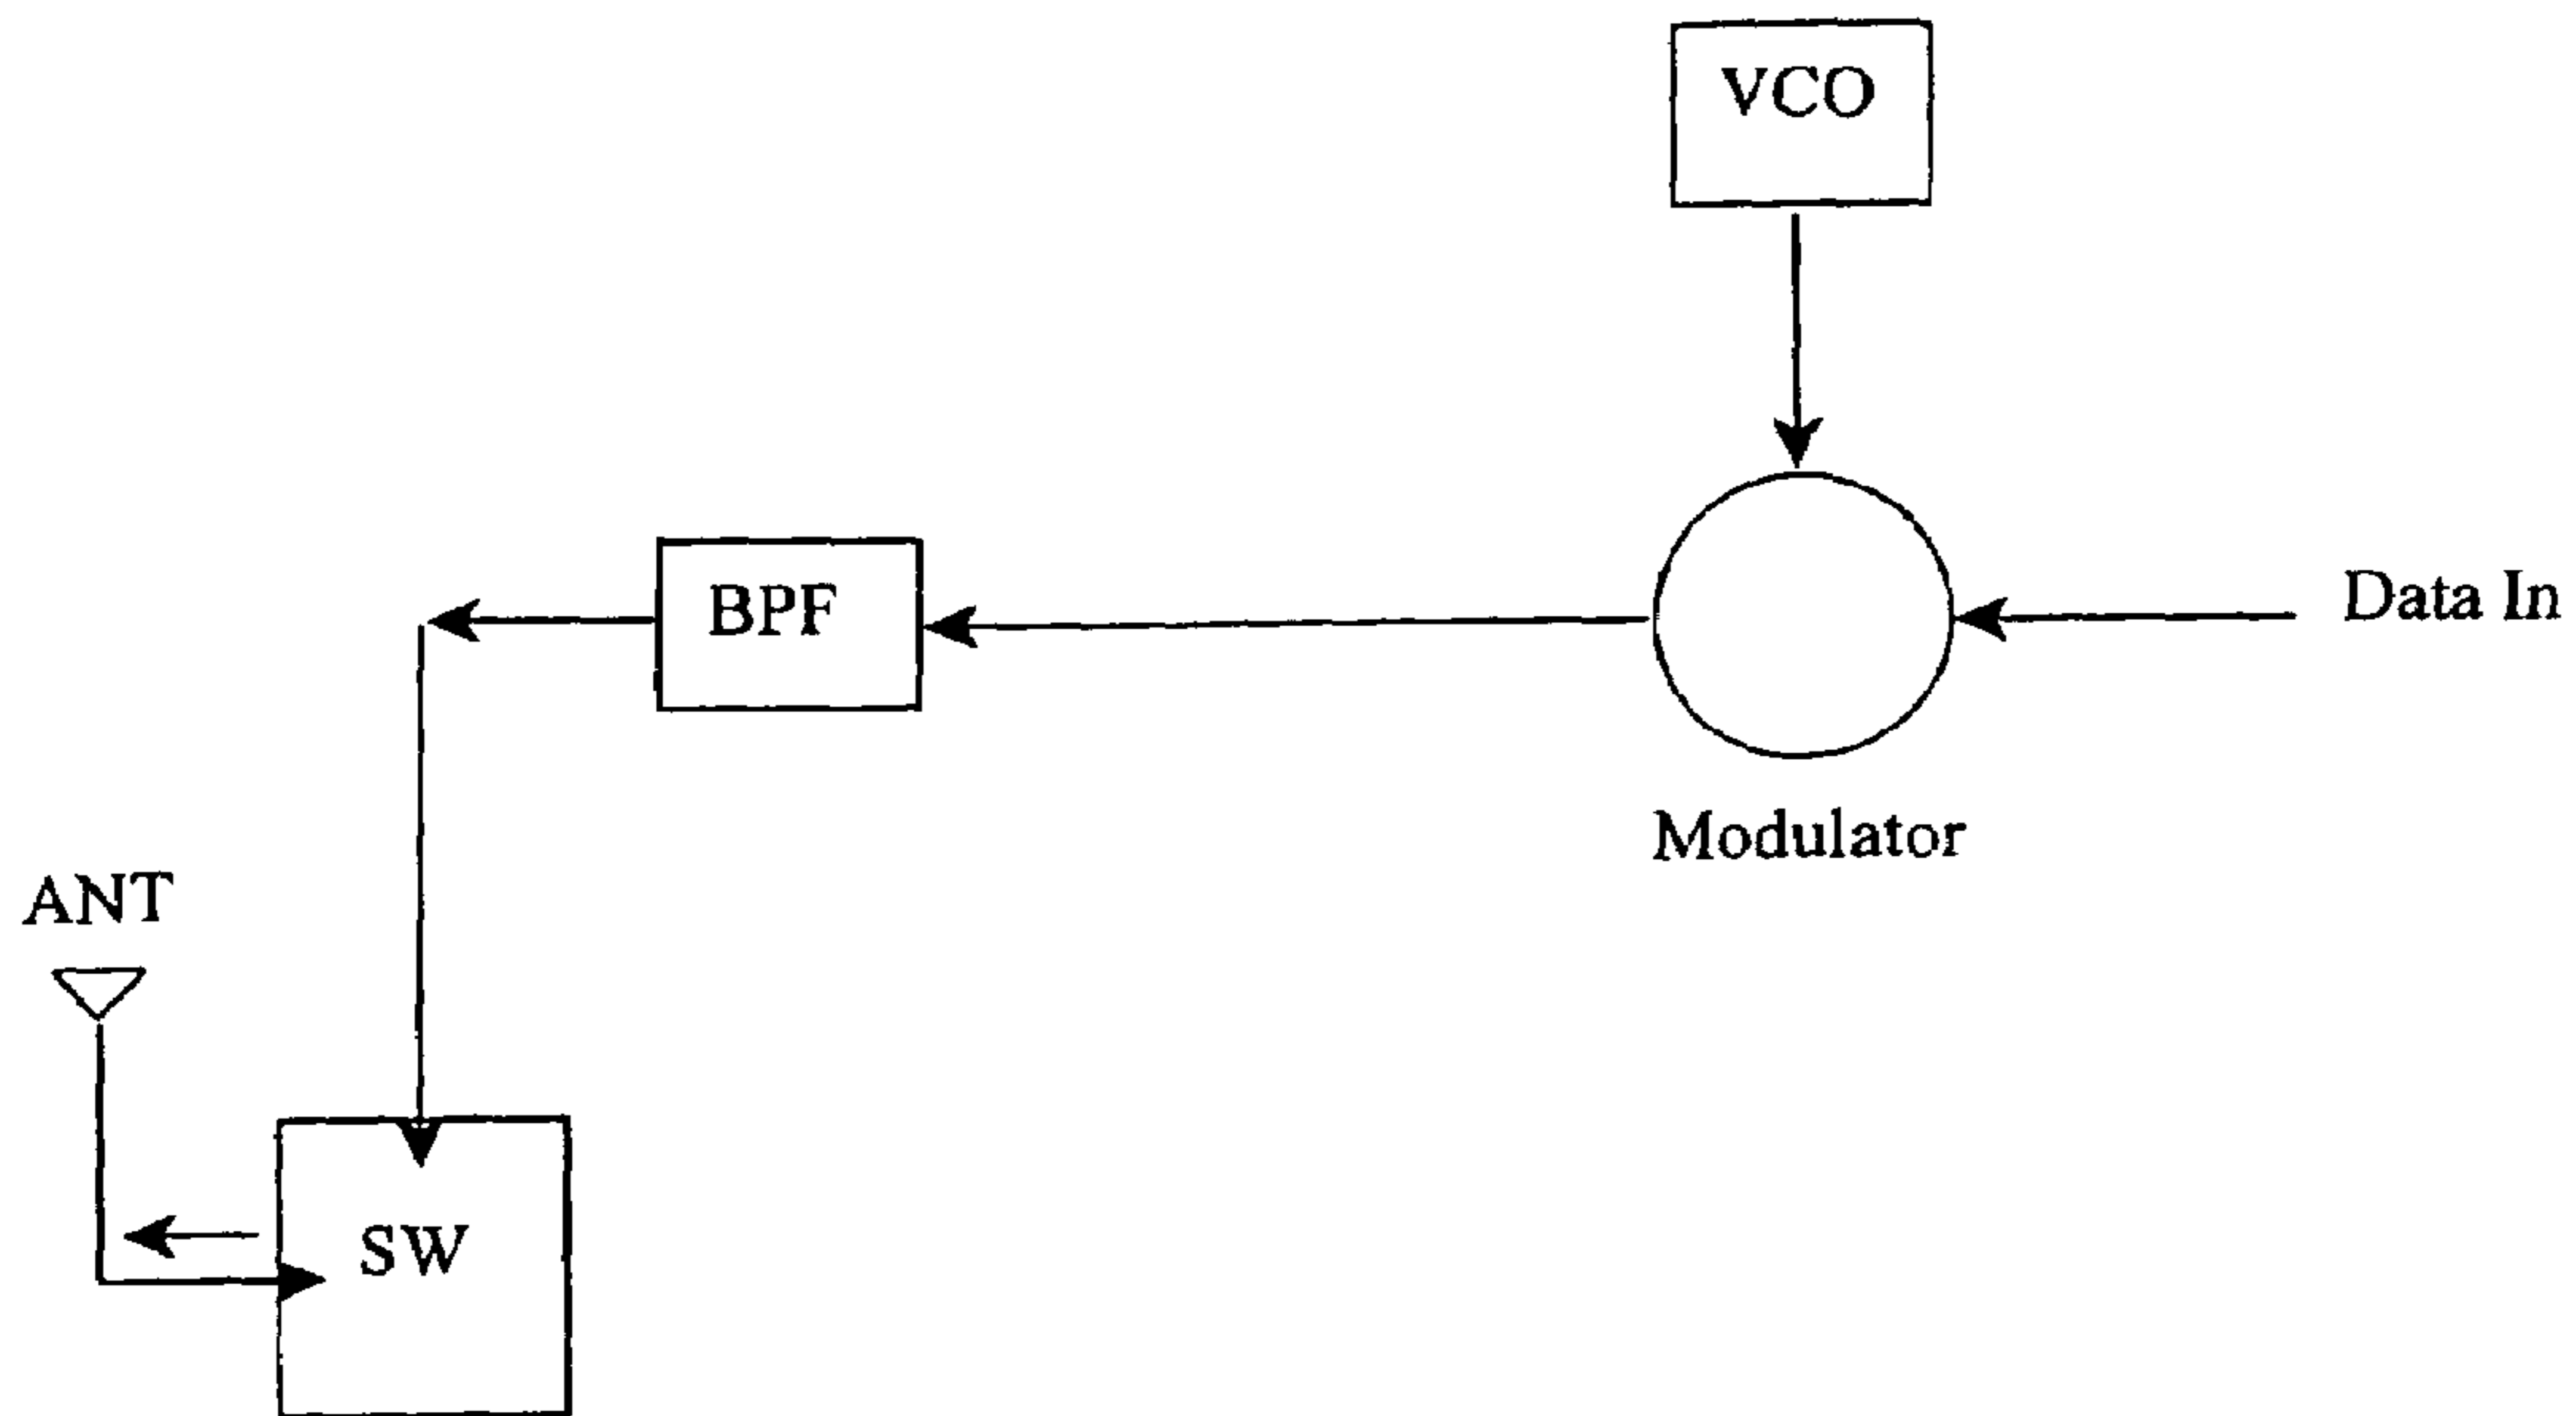 VCO
BPF
Data In
Modulator
ANT
SW